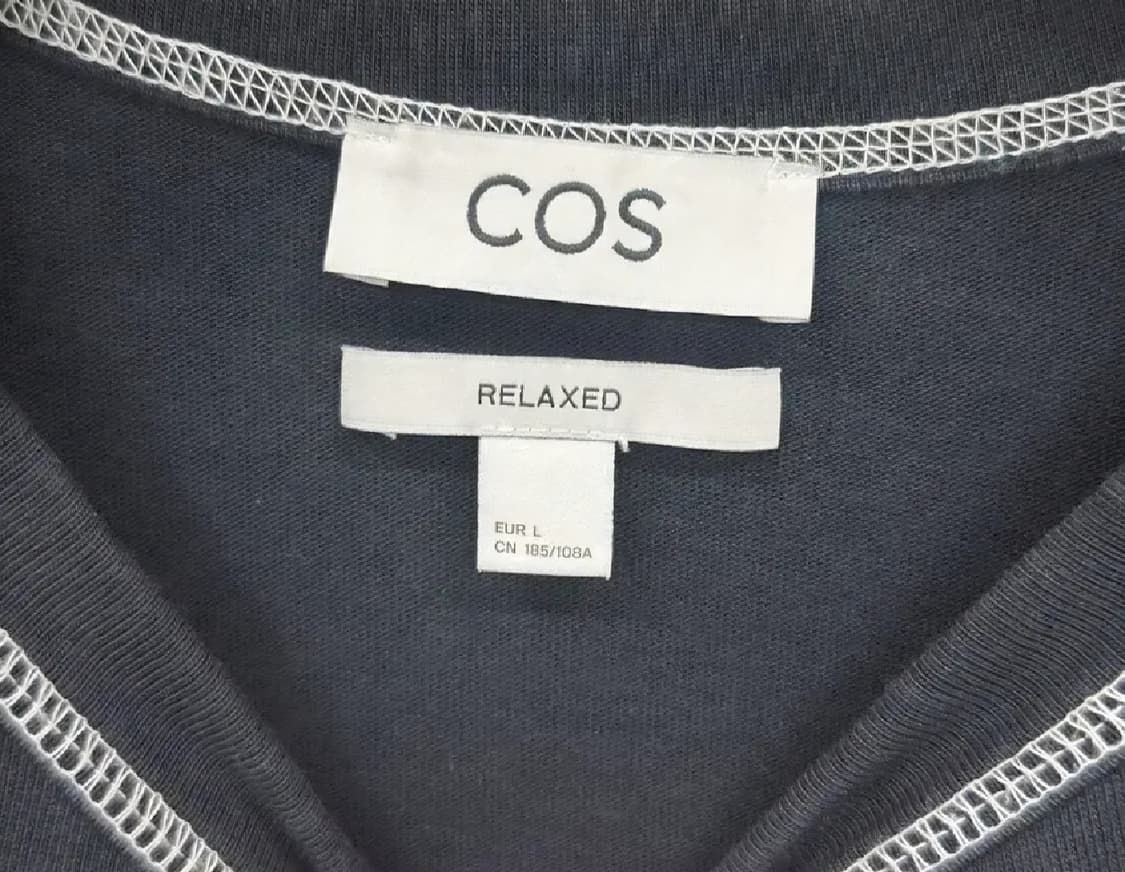 COS
RELAXED
EUR L
CN 185/108A